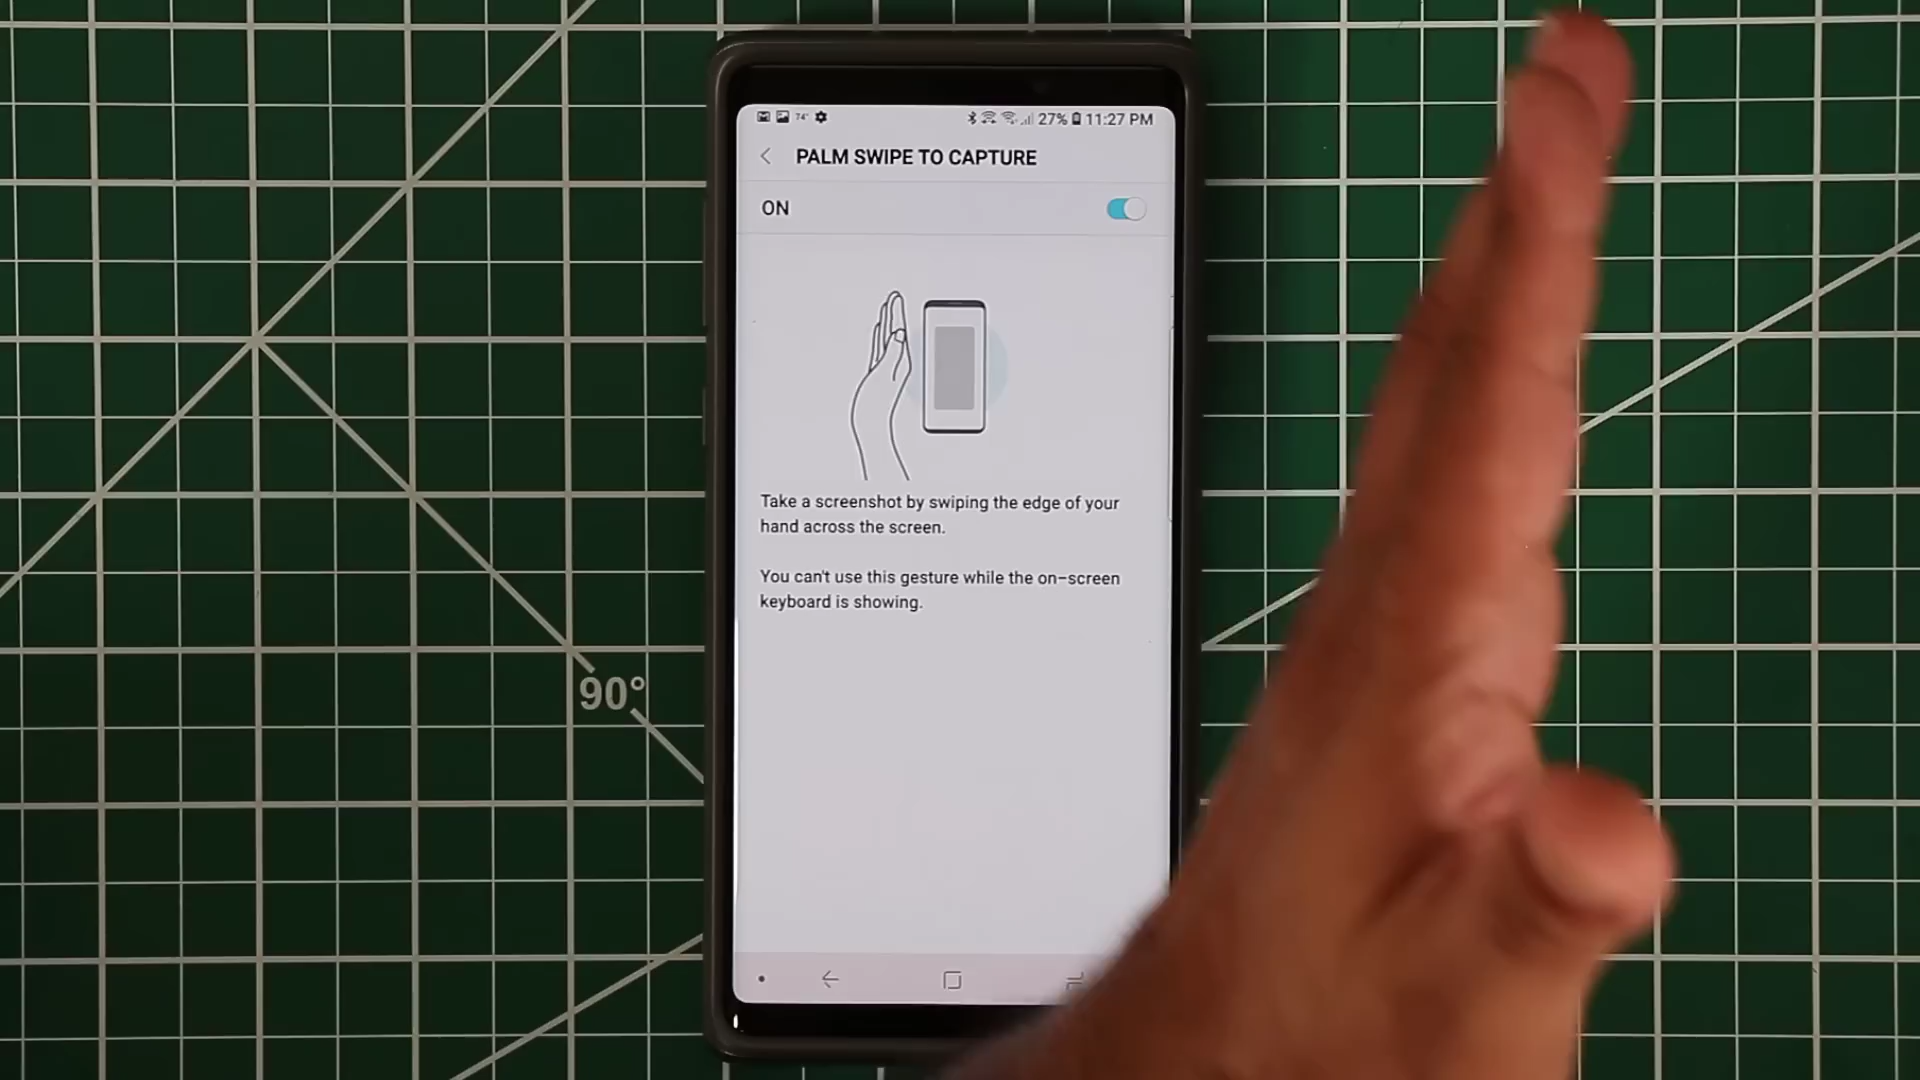 74°
27% 11:27 PM
PALM SWIPE TO CAPTURE
ON
Take a screenshot by swiping the edge of your
hand across the screen.
You can't use this gesture while the on-screen
keyboard is showing.
90°